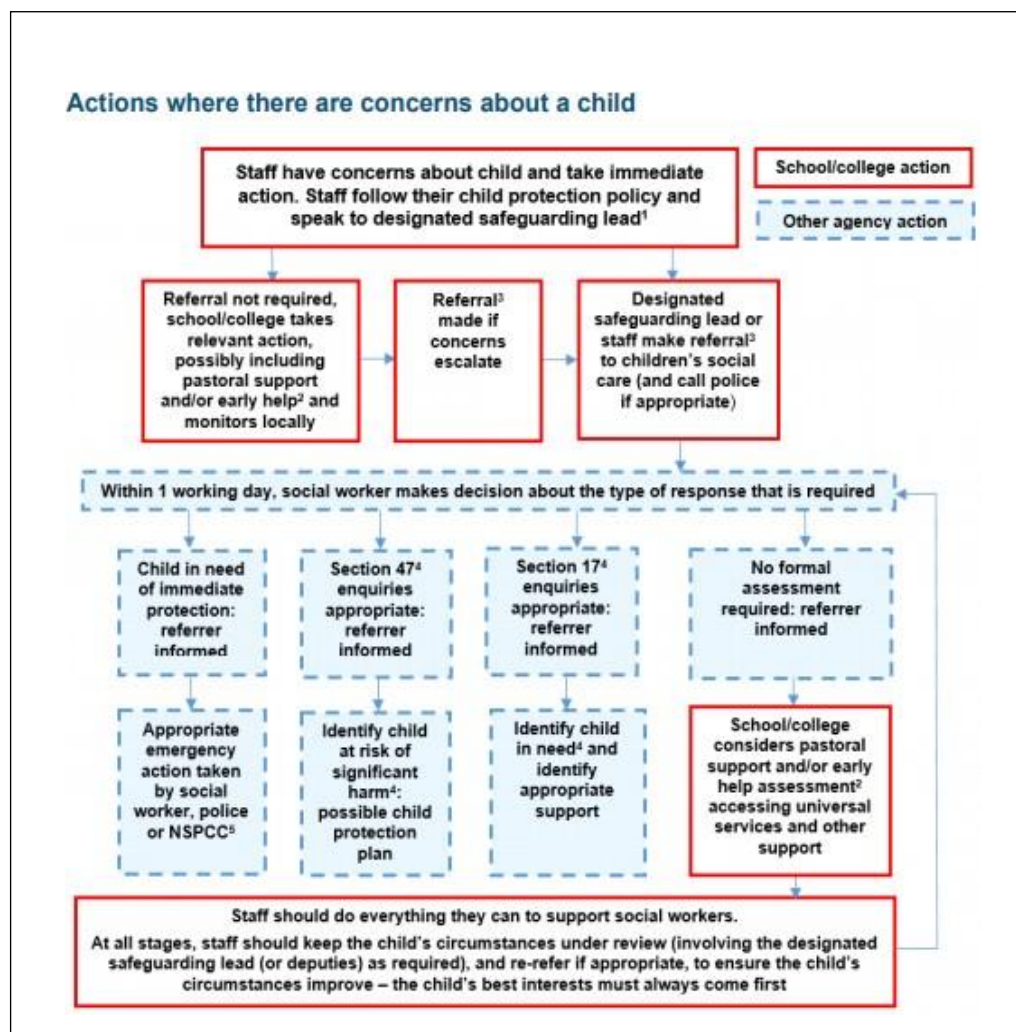 Actions where there are concerns about a child
Staff have concerns about child and take immediate
action. Staff follow their child protection policy and
speak to designated safeguarding lead¹
School/college action
Other agency action
Referral not required,
school/college takes
relevant action,
possibly including
pastoral support
and/or early help² and
monitors locally
Referral³
made if
concerns
escalate
Designated
safeguarding lead or
staff make referral³
to children's social
care (and call police
if appropriate)
Within 1 working day, social worker makes decision about the type of response that is required
Child in need
of immediate
protection:
referrer
informed
Section 47⁴
enquiries
appropriate:
referrer
informed
Section 17⁴
enquiries
appropriate:
referrer
informed
No formal
assessment
required: referrer
informed
Appropriate
emergency
action taken
by social
worker, police
or NSPCC⁵
Identify child
at risk of
significant
harm⁴:
possible child
protection
plan
Identify child
in need⁴ and
identify
appropriate
support
School/college
considers pastoral
support and/or early
help assessment²
accessing universal
services and other
support
Staff should do everything they can to support social workers.
At all stages, staff should keep the child's circumstances under review (involving the designated
safeguarding lead (or deputies) as required), and re-refer if appropriate, to ensure the child's
circumstances improve – the child's best interests must always come first